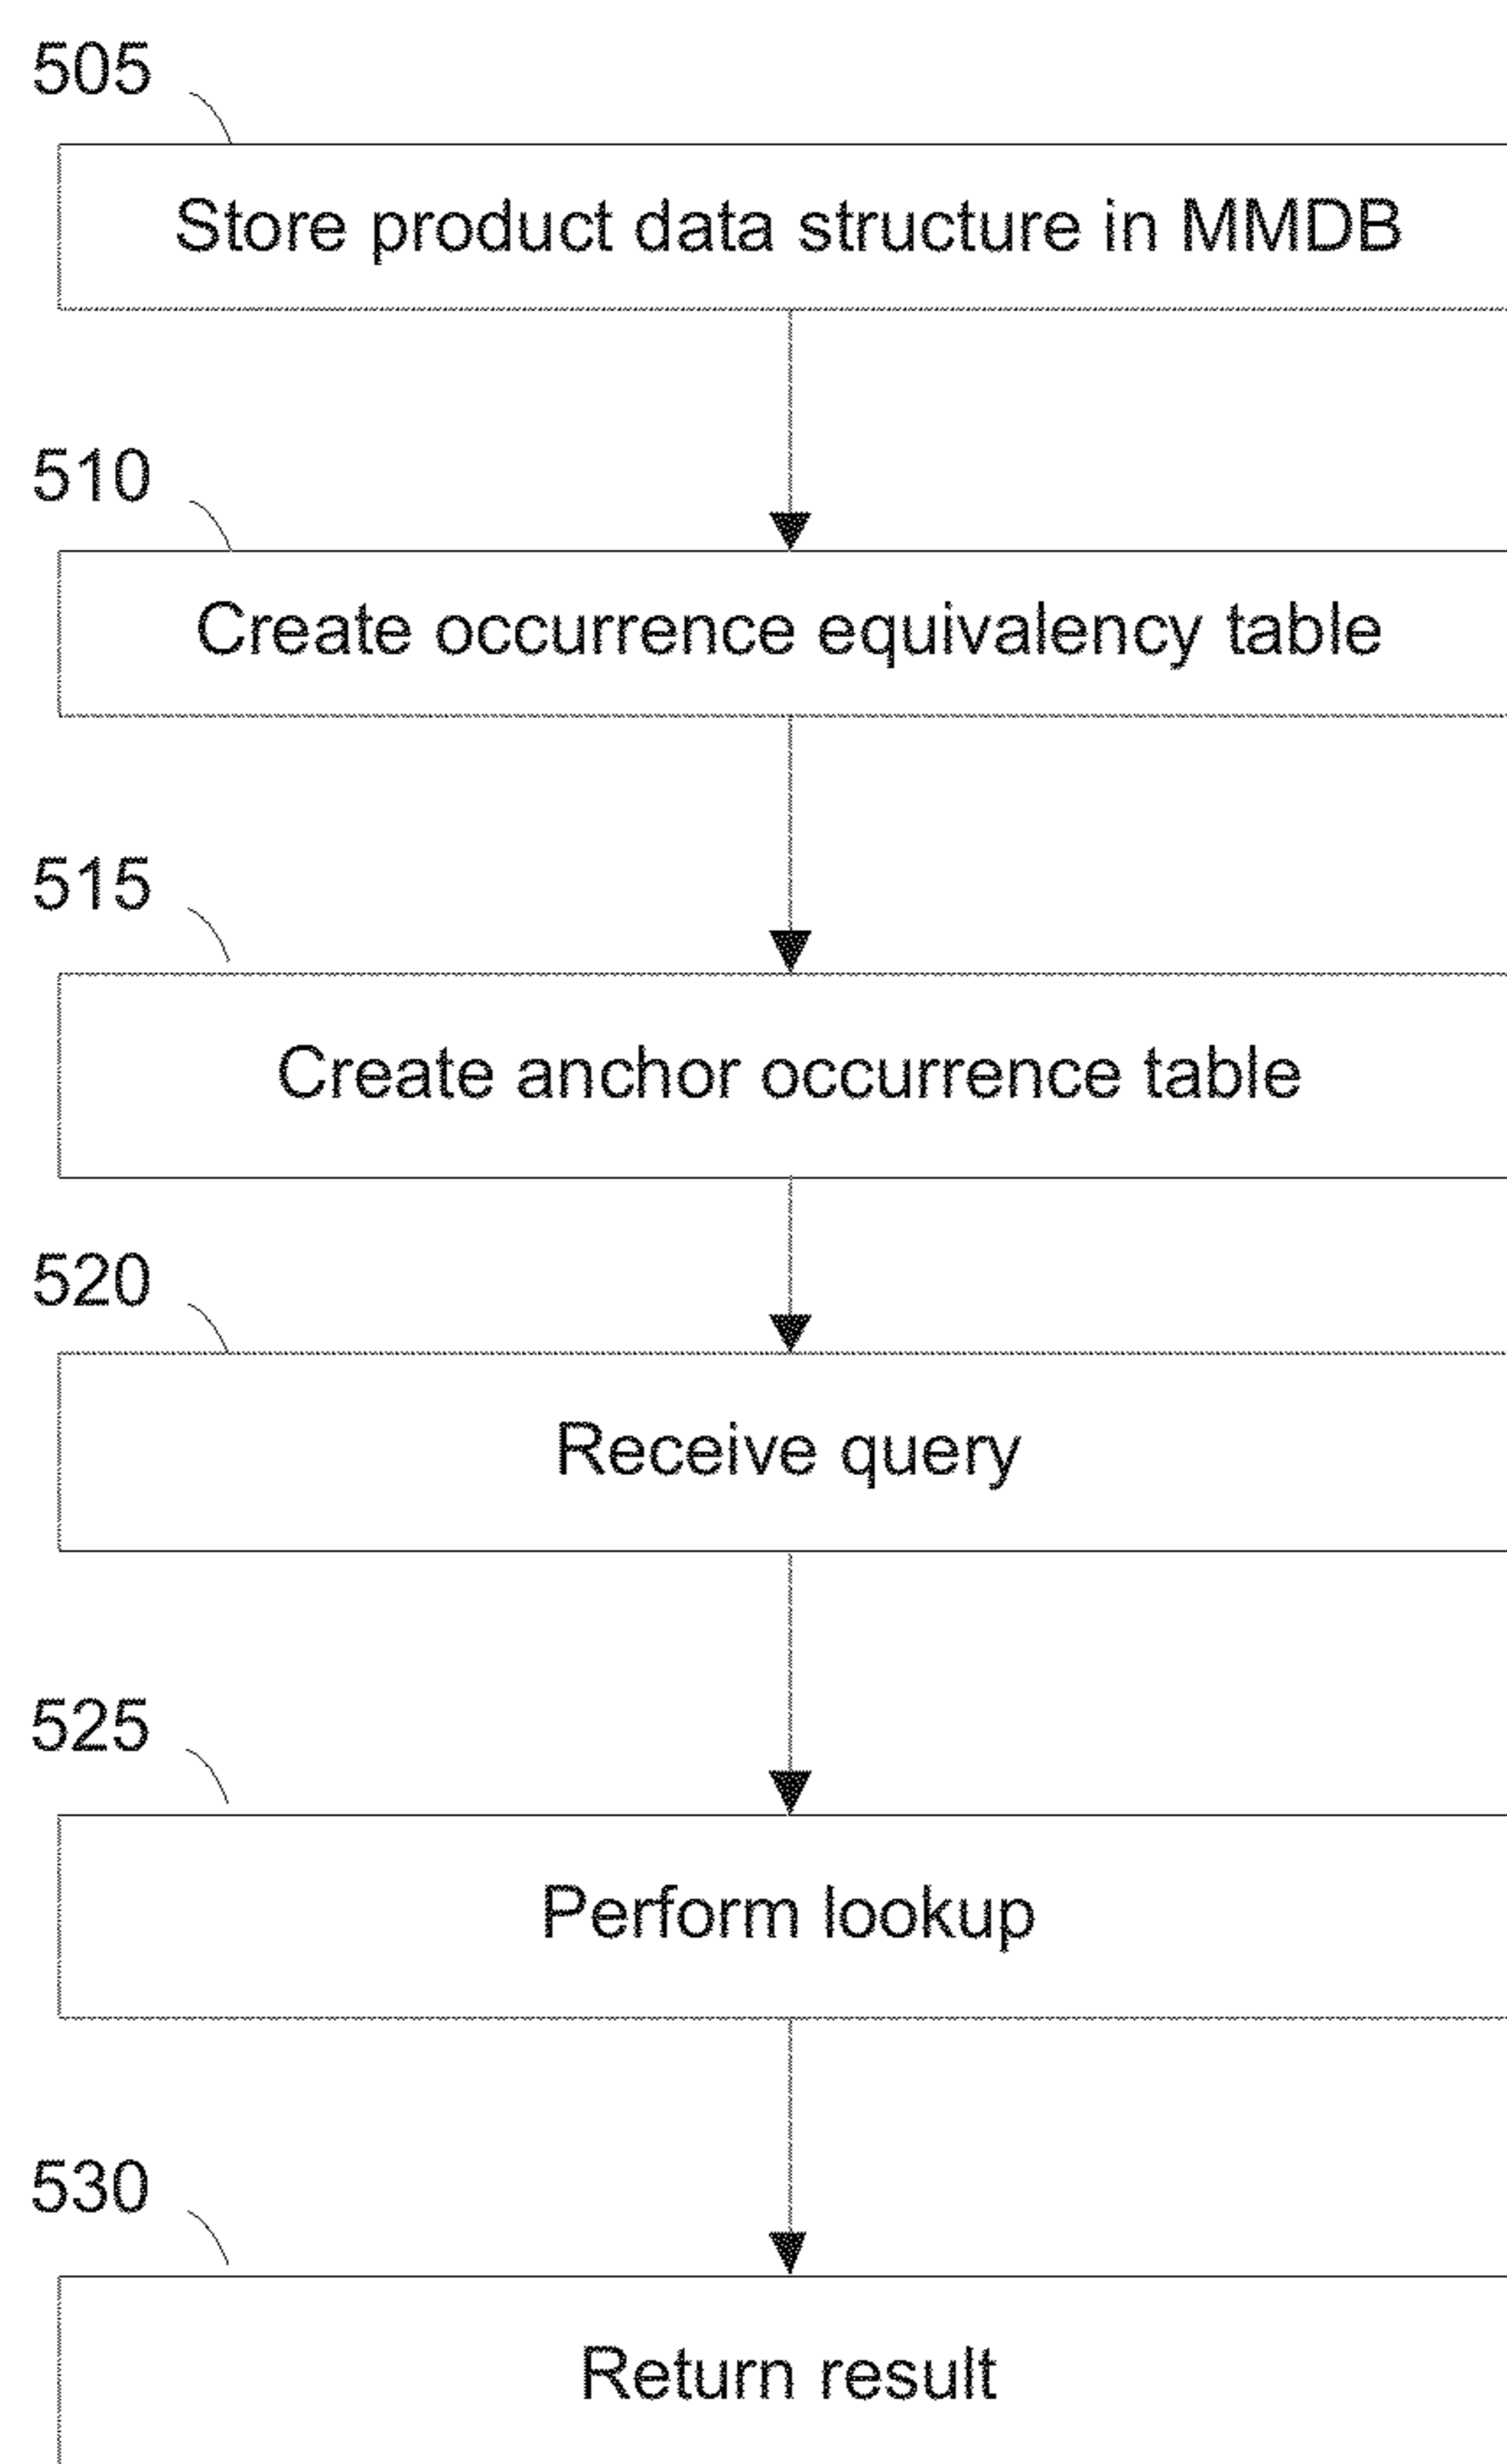 505
Store product data structure in MMDB
510
Create occurrence equivalency table
515
Create anchor occurrence table
520
Receive query
525
Perform lookup
530
Return result